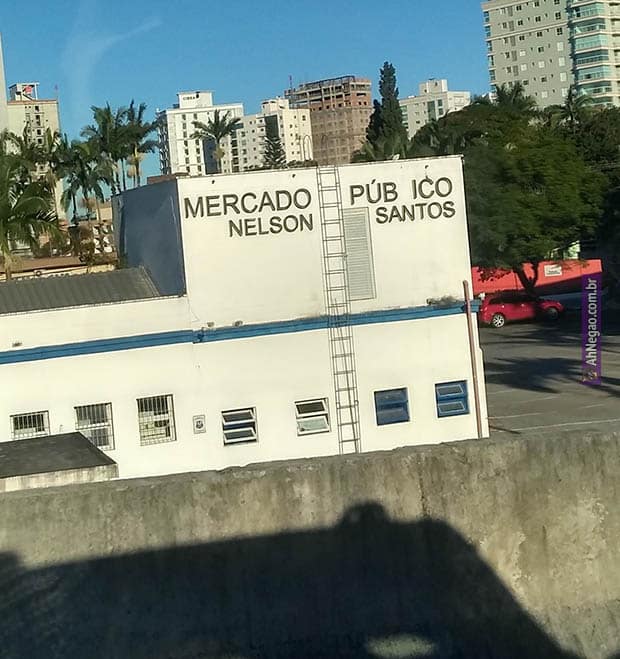 MERCADO PÚB ICO
NELSON SANTOS
AhNegao.com.br